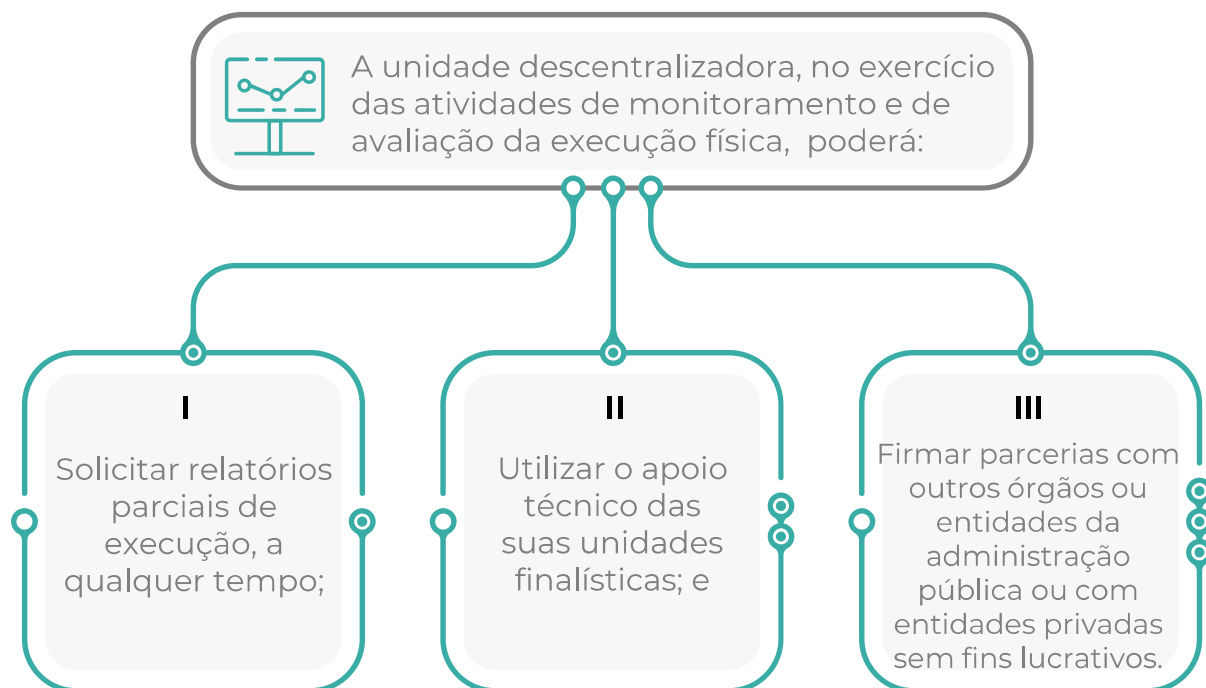 A unidade descentralizadora, no exercício
das atividades de monitoramento e de
avaliação da execução física, poderá:
I
Solicitar relatórios
parciais de
execução, a
qualquer tempo;
II
Utilizar o apoio
técnico das
suas unidades
finalísticas; e
III
Firmar parcerias com
outros órgãos ou
entidades da
administração
pública ou com
entidades privadas
sem fins lucrativos.